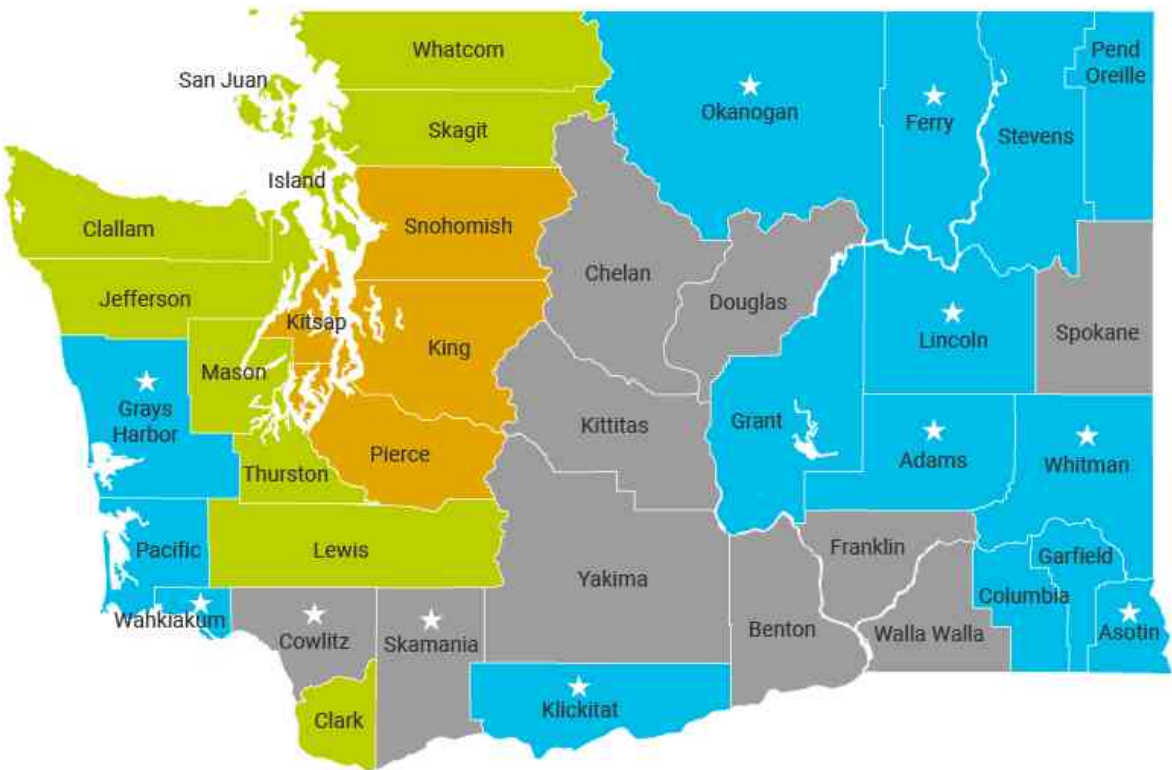 Whatcom
Pend
Oreille
San Juan
Okanogan
Ferry
Skagit
Stevens
Island
Clallam
Snohomish
Chelan
Jefferson
Douglas
Kitsap
Spokane
King
Lincoln
Mason
Grays
Harbor
Kittitas
Grant
Pierce
Adams
Whitman
Thurston
Pacific
Lewis
Franklin
Garfield
Yakima
Columbia
Wahkiakum
Cowlitz
Skamania
Benton
Walla Walla
Asotin
Clark
Klickitat